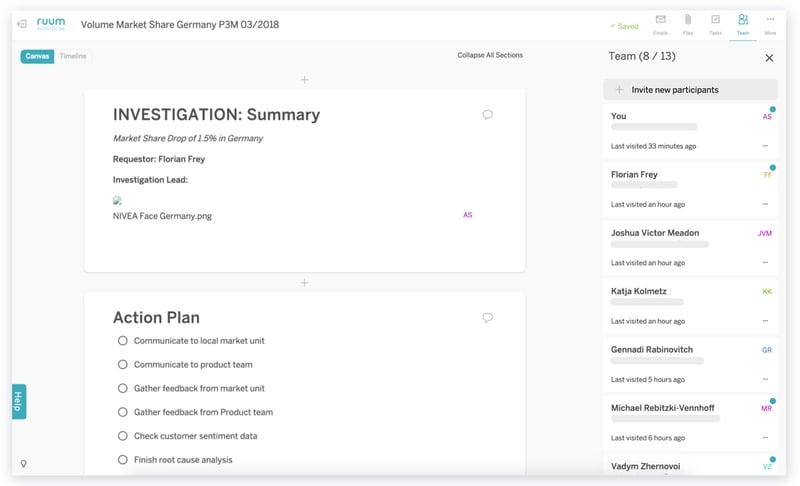 ruum
enterprise
Volume Market Share Germany P3M 03/2018
✓ Saved
Emails
Files
Tasks
Team
More
Canvas
Timeline
Collapse All Sections
INVESTIGATION: Summary
Market Share Drop of 1.5% in Germany
Requestor: Florian Frey
Investigation Lead:
NIVEA Face Germany.png
AS
Action Plan
Communicate to local market unit
Communicate to product team
Gather feedback from market unit
Gather feedback from Product team
Check customer sentiment data
Finish root cause analysis
Help
Team (8 / 13)
Invite new participants
You
AS
Last visited 33 minutes ago
Florian Frey
FF
Last visited an hour ago
Joshua Victor Meadon
JVM
Last visited an hour ago
Katja Kolmetz
KK
Last visited an hour ago
Gennadi Rabinovitch
GR
Last visited 5 hours ago
Michael Rebitzki-Vennhoff
MR
Last visited 6 hours ago
Vadym Zhernovoi
VZ